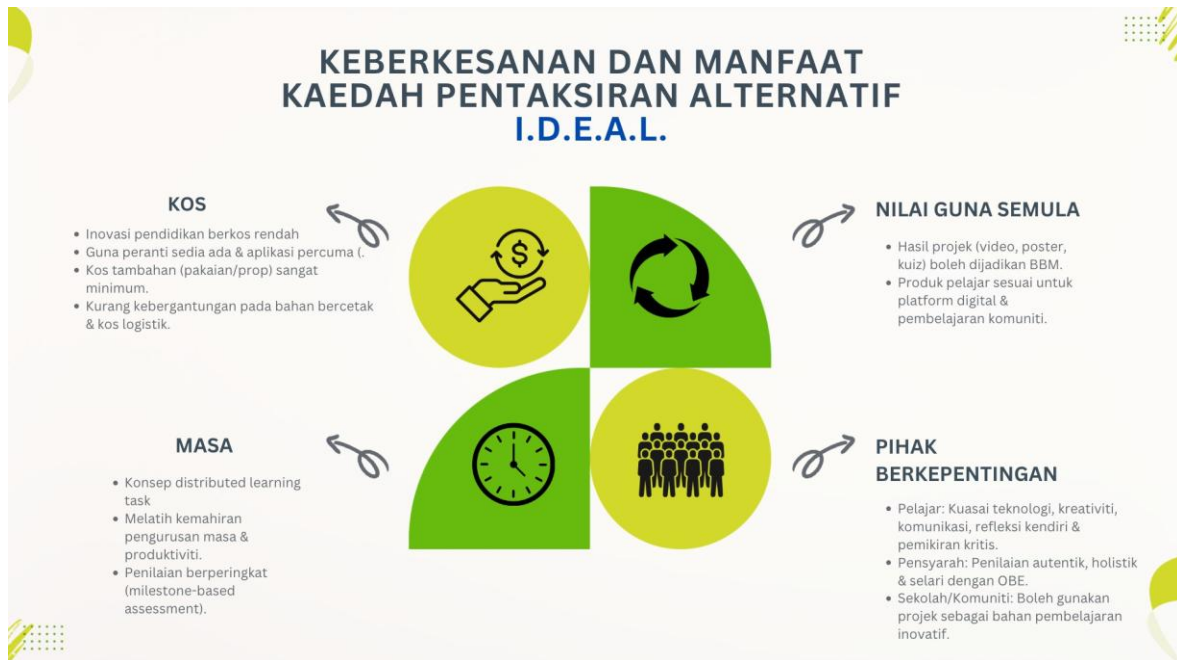 KEBERKESANAN DAN MANFAAT
KAEDAH PENTAKSIRAN ALTERNATIF
I.D.E.A.L.
KOS
• Inovasi pendidikan berkos rendah
• Guna peranti sedia ada & aplikasi percuma (.
• Kos tambahan (pakaian/prop) sangat
minimum.
• Kurang kebergantungan pada bahan bercetak
& kos logistik.
NILAI GUNA SEMULA
• Hasil projek (video, poster,
kuiz) boleh dijadikan BBM.
• Produk pelajar sesuai untuk
platform digital &
pembelajaran komuniti.
MASA
• Konsep distributed learning
task
• Melatih kemahiran
pengurusan masa &
produktiviti.
• Penilaian berperingkat
(milestone-based
assessment).
PIHAK
BERKEPENTINGAN
• Pelajar: Kuasai teknologi, kreativiti,
komunikasi, refleksi kendiri &
pemikiran kritis.
• Pensyarah: Penilaian autentik, holistik
& selari dengan OBE.
• Sekolah/Komuniti: Boleh gunakan
projek sebagai bahan pembelajaran
inovatif.